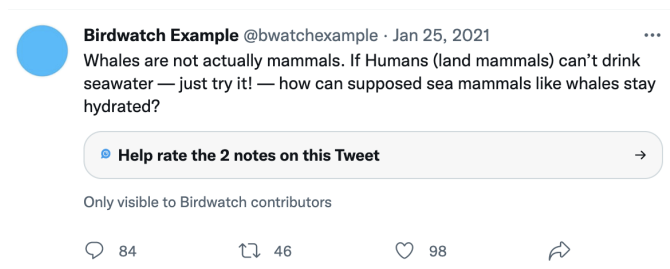 Birdwatch Example @bwatchexample · Jan 25, 2021
Whales are not actually mammals. If Humans (land mammals) can’t drink
seawater — just try it! — how can supposed sea mammals like whales stay
hydrated?
Help rate the 2 notes on this Tweet
Only visible to Birdwatch contributors
84 46 98